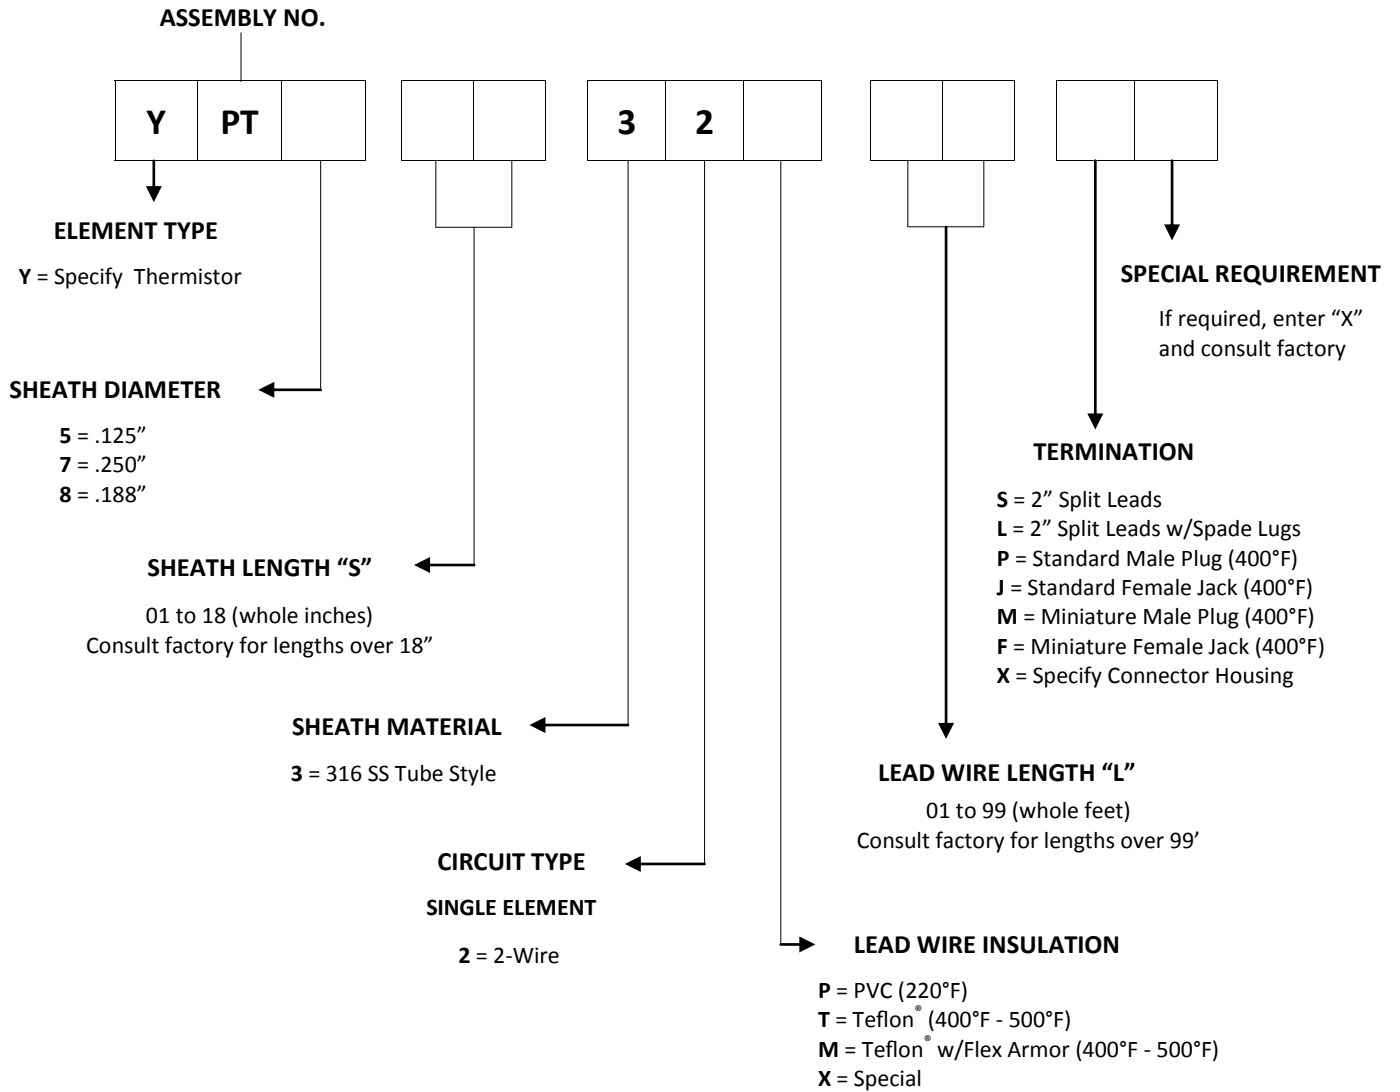 ASSEMBLY NO.
Y PT 3 2
ELEMENT TYPE
Y = Specify Thermistor
SPECIAL REQUIREMENT
If required, enter “X”
and consult factory
SHEATH DIAMETER
5 = .125”
7 = .250”
8 = .188”
TERMINATION
S = 2” Split Leads
L = 2” Split Leads w/Spade Lugs
P = Standard Male Plug (400°F)
J = Standard Female Jack (400°F)
M = Miniature Male Plug (400°F)
F = Miniature Female Jack (400°F)
X = Specify Connector Housing
SHEATH LENGTH “S”
01 to 18 (whole inches)
Consult factory for lengths over 18”
SHEATH MATERIAL
3 = 316 SS Tube Style
LEAD WIRE LENGTH “L”
01 to 99 (whole feet)
Consult factory for lengths over 99’
CIRCUIT TYPE
SINGLE ELEMENT
2 = 2-Wire
LEAD WIRE INSULATION
P = PVC (220°F)
T = Teflon® (400°F - 500°F)
M = Teflon® w/Flex Armor (400°F - 500°F)
X = Special